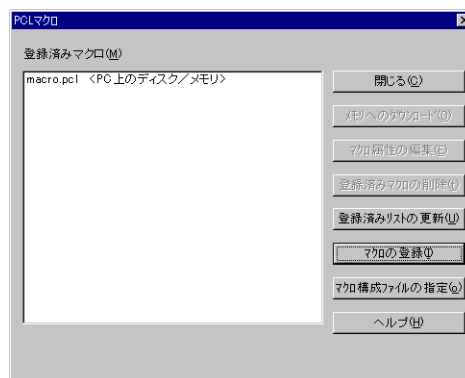 PCLﾏｸﾛ
登録済みマクロ(M)
macro.pcl <PC上のディスク／メモリ>
閉じる(C)
ﾒﾓﾘへのﾀﾞｳﾝﾛｰﾄﾞ(D)
ﾏｸﾛ属性の編集(E)
登録済みﾏｸﾛの削除(t)
登録済みﾘｽﾄの更新(U)
ﾏｸﾛの登録(I)
ﾏｸﾛ構成ﾌｧｲﾙの指定(o)
ヘルプ(H)